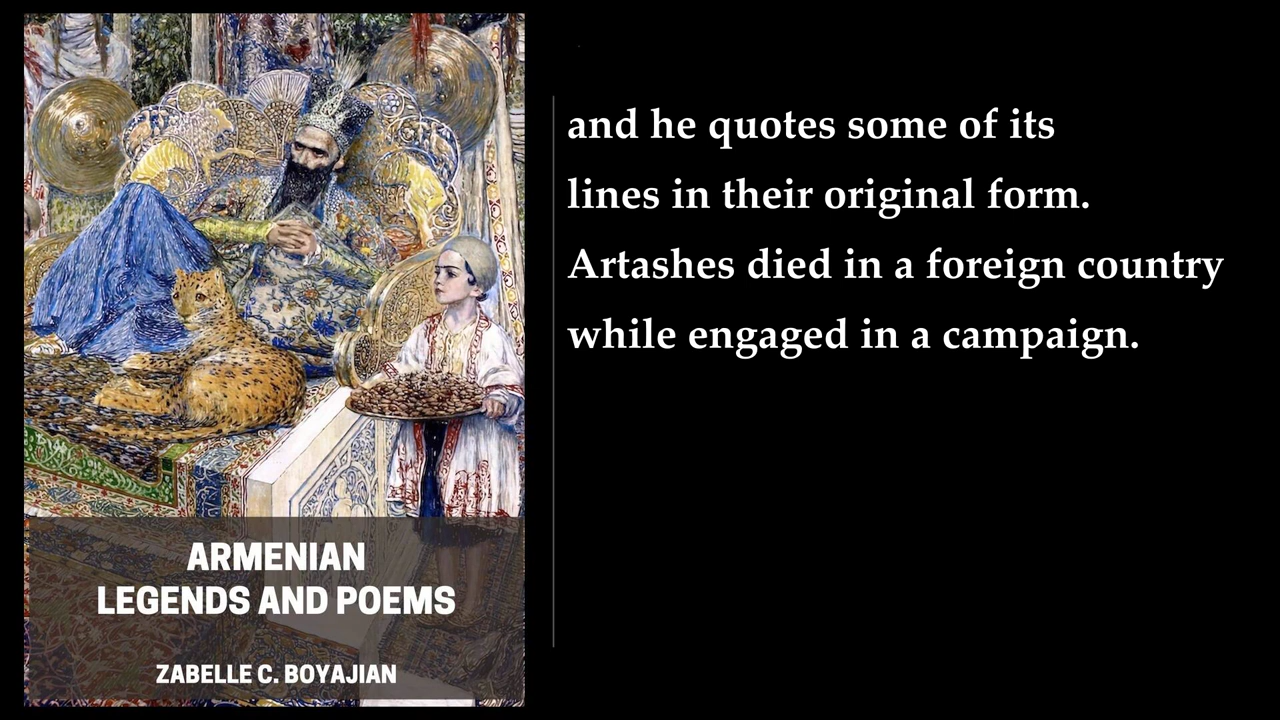 and he quotes some of its
lines in their original form.
Artashes died in a foreign country
while engaged in a campaign.
ARMENIAN
LEGENDS AND POEMS
ZABELLE C. BOYAJIAN